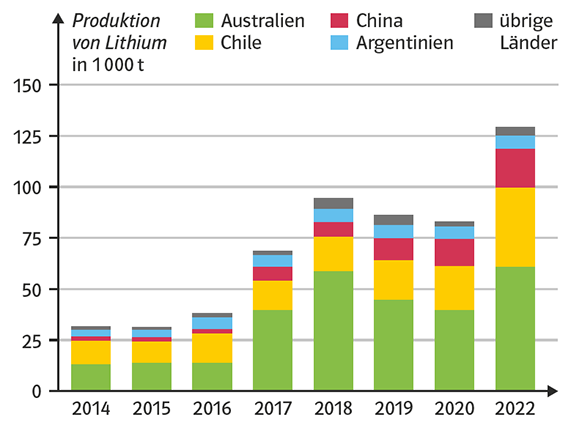 Produktion
von Lithium
in 1 000 t
Australien
Chile
China
Argentinien
übrige
Länder
150
125
100
75
50
25
0
2014 2015 2016 2017 2018 2019 2020 2022